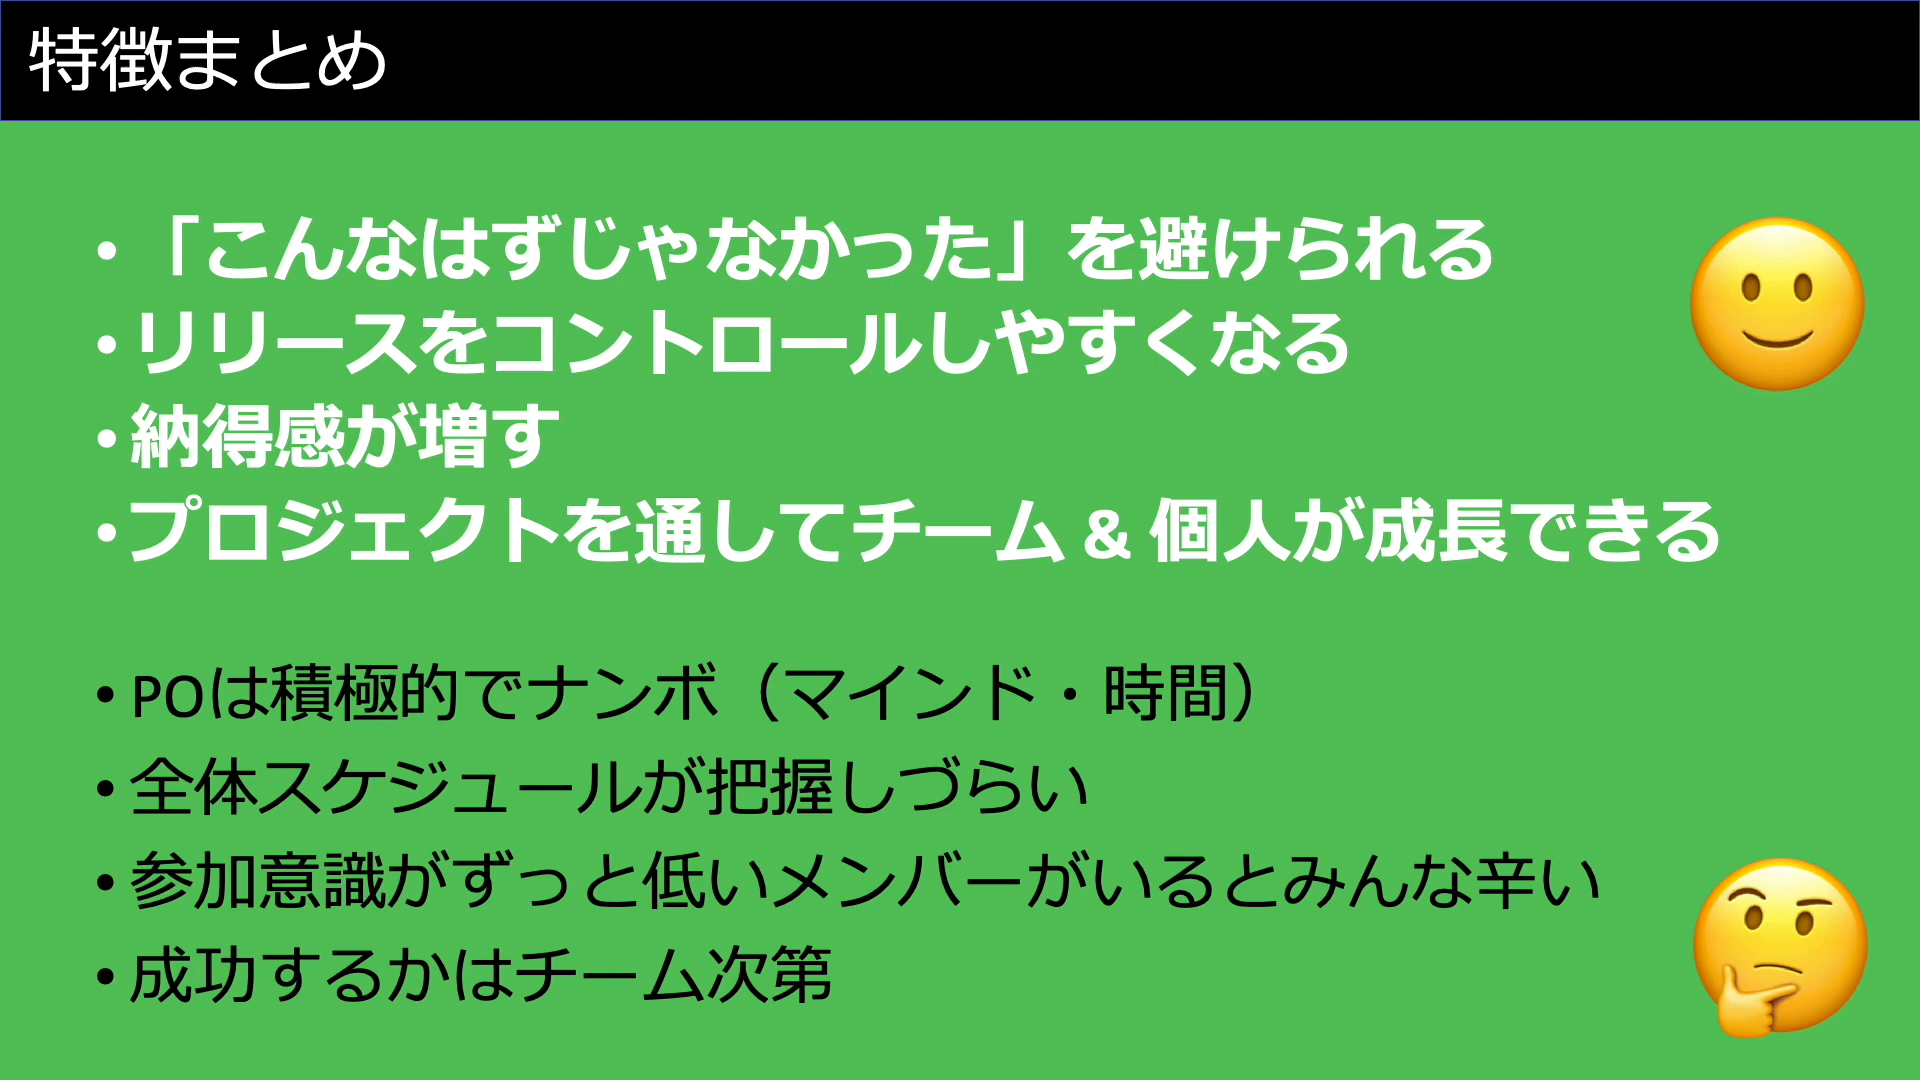 特徴まとめ
•「こんなはずじゃなかった」を避けられる
•リリースをコントロールしやすくなる
•納得感が増す
•プロジェクトを通してチーム & 個人が成長できる
•POは積極的でナンボ（マインド・時間）
•全体スケジュールが把握しづらい
•参加意識がずっと低いメンバーがいるとみんな辛い
•成功するかはチーム次第